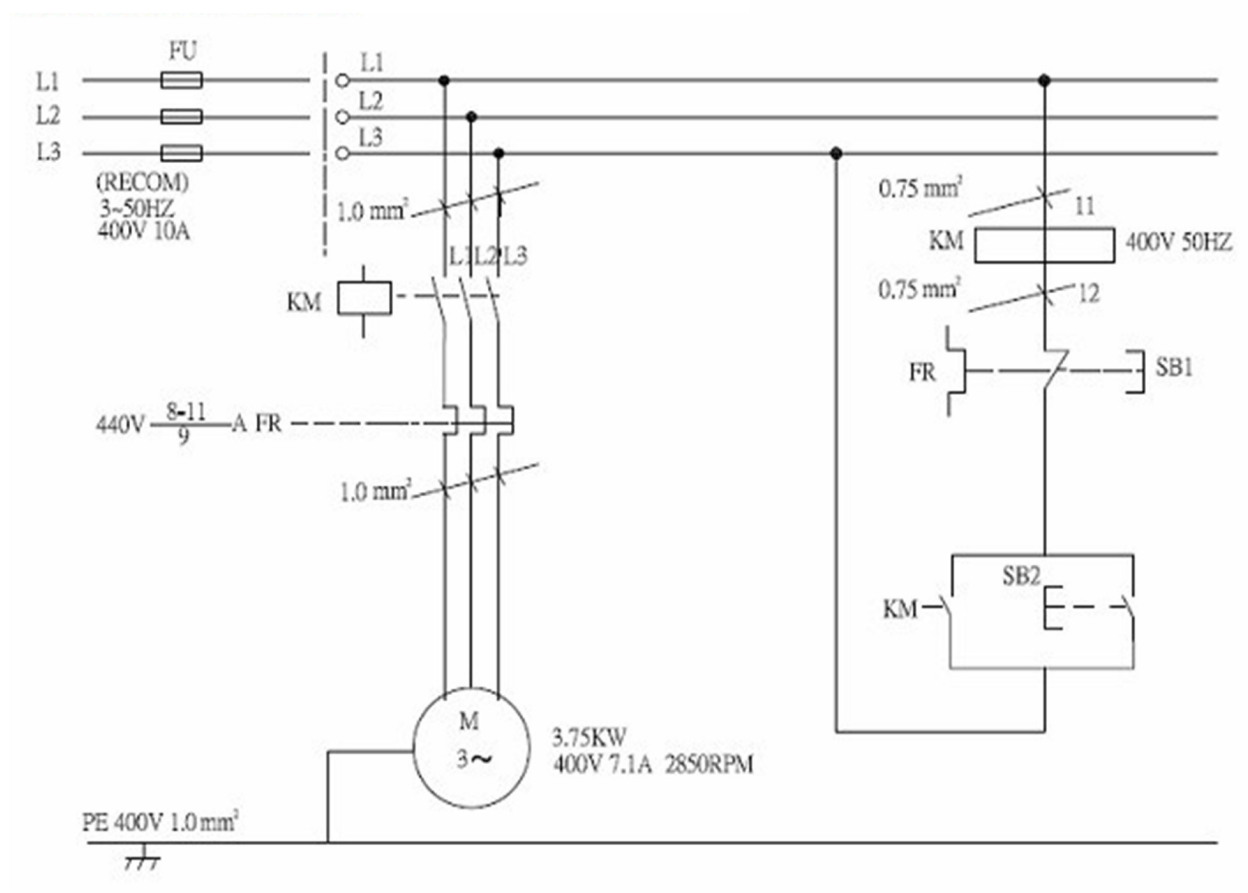 FU
L1
L2
L3
L1
L2
L3
(RECOM)
3~50HZ
400V 10A
1.0 mm²
L1 L2 L3
KM
440V 8-11/9 A FR
1.0 mm²
M
3~
3.75KW
400V 7.1A 2850RPM
PE 400V 1.0 mm²
0.75 mm²
11
KM
400V 50HZ
0.75 mm²
12
FR
SB1
SB2
KM